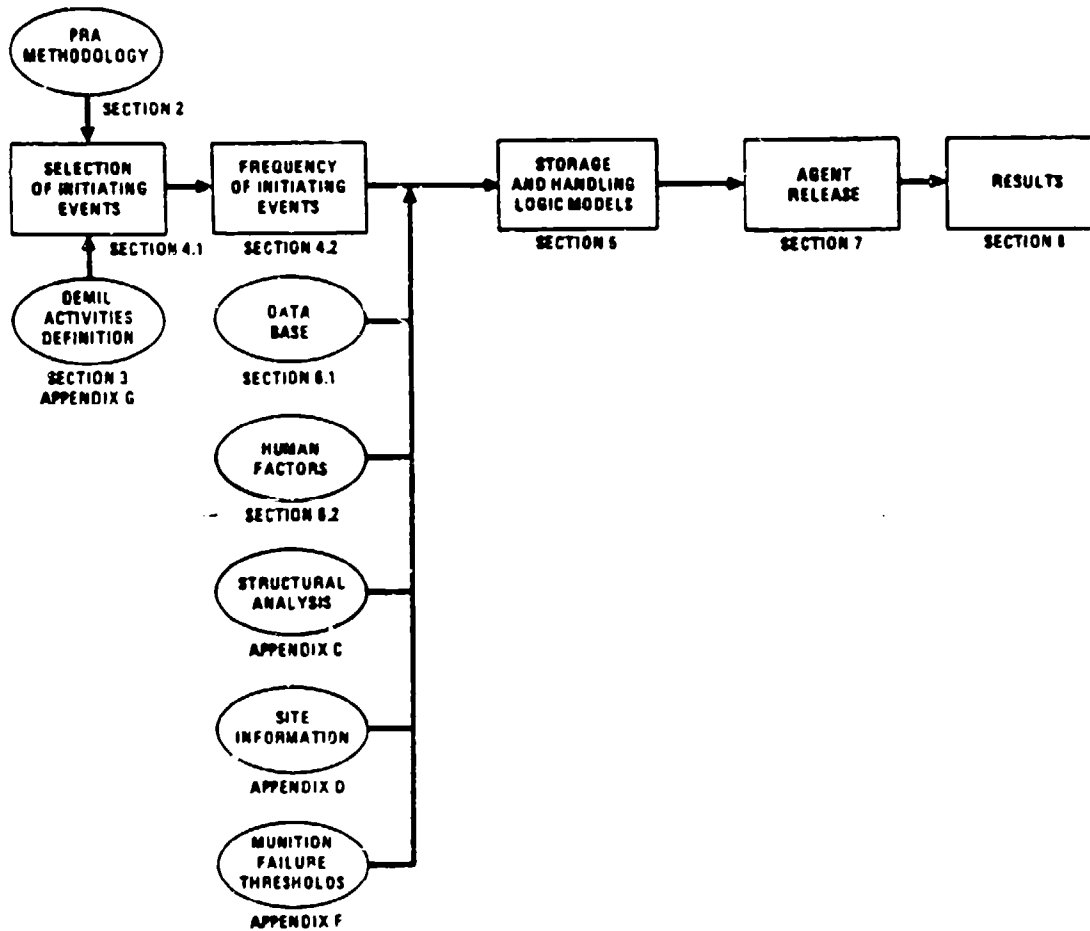 PRA
METHODOLOGY
SECTION 2
SELECTION
OF INITIATING
EVENTS
SECTION 4.1
DEMIL
ACTIVITIES
DEFINITION
SECTION 3
APPENDIX G
FREQUENCY
OF INITIATING
EVENTS
SECTION 4.2
DATA
BASE
SECTION 6.1
HUMAN
FACTORS
SECTION 6.2
STRUCTURAL
ANALYSIS
APPENDIX C
SITE
INFORMATION
APPENDIX D
MUNITION
FAILURE
THRESHOLDS
APPENDIX F
STORAGE
AND HANDLING
LOGIC MODELS
SECTION 5
AGENT
RELEASE
SECTION 7
RESULTS
SECTION 8